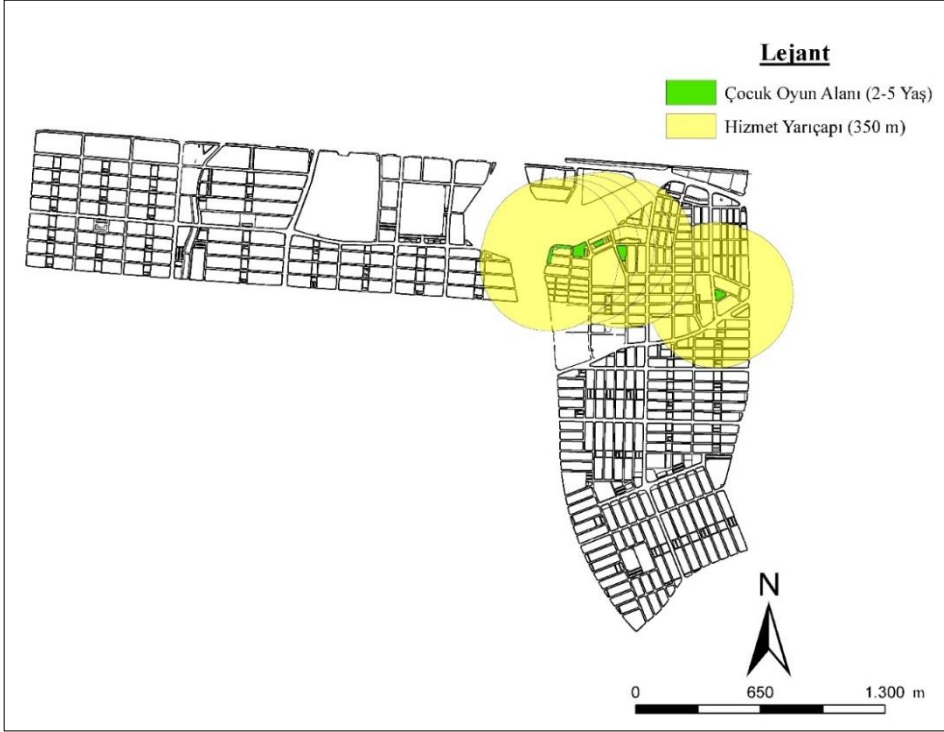 Lejant
Çocuk Oyun Alanı (2-5 Yaş)
Hizmet Yarıçapı (350 m)
N
0 650 1.300 m